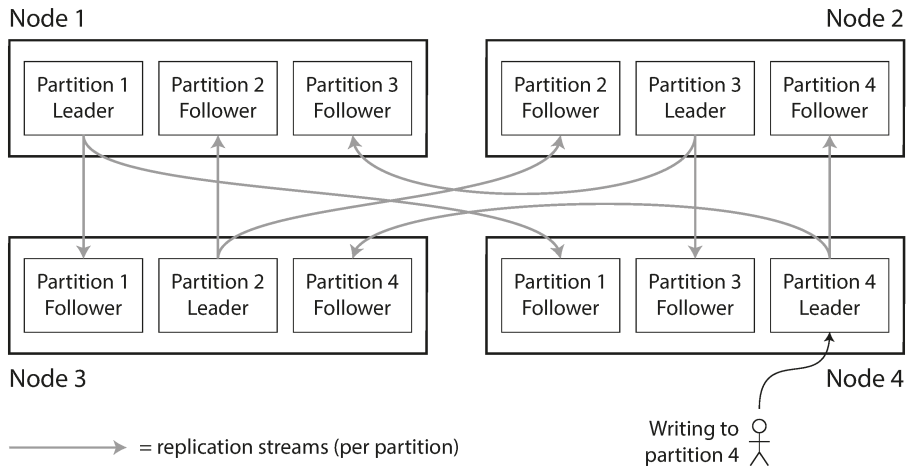 Node 1
Node 2
Partition 1
Leader
Partition 2
Follower
Partition 3
Follower
Partition 2
Follower
Partition 3
Leader
Partition 4
Follower
Partition 1
Follower
Partition 2
Leader
Partition 4
Follower
Partition 1
Follower
Partition 3
Follower
Partition 4
Leader
Node 3
Node 4
= replication streams (per partition)
Writing to
partition 4